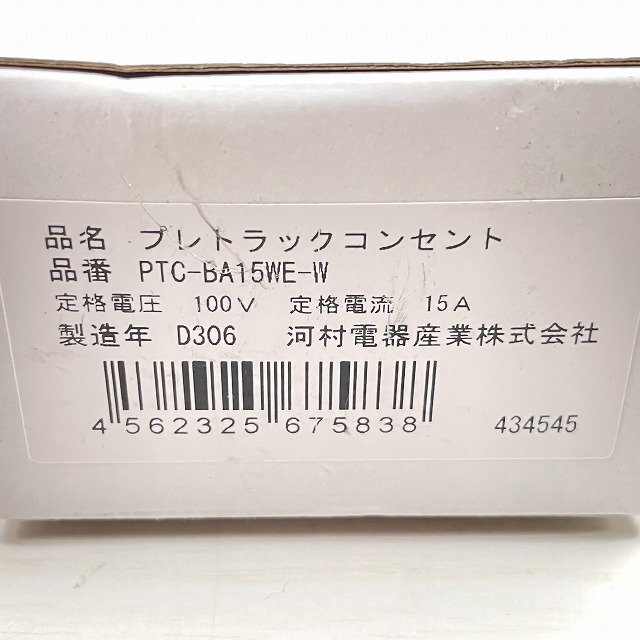 品名 プレトラックコンセント
品番 PTC-BA15WE-W
定格電圧 100V 定格電流 15A
製造年 D306 河村電器産業株式会社
4 562325 675838 434545